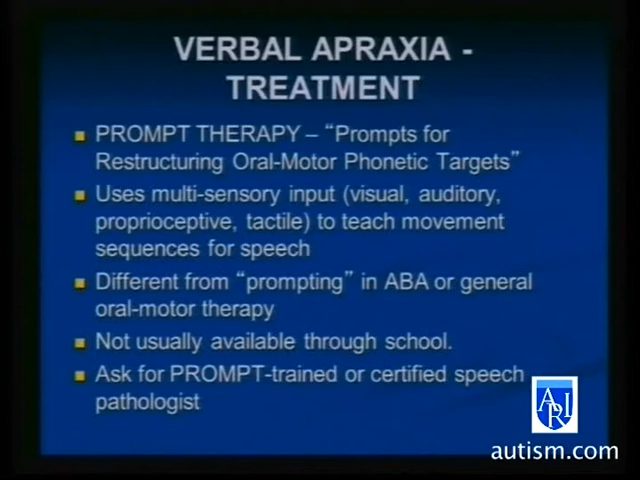 VERBAL APRAXIA -
TREATMENT
PROMPT THERAPY – “Prompts for
Restructuring Oral-Motor Phonetic Targets”
Uses multi-sensory input (visual, auditory,
proprioceptive, tactile) to teach movement
sequences for speech
Different from “prompting” in ABA or general
oral-motor therapy
Not usually available through school.
Ask for PROMPT-trained or certified speech
pathologist
ARI
autism.com